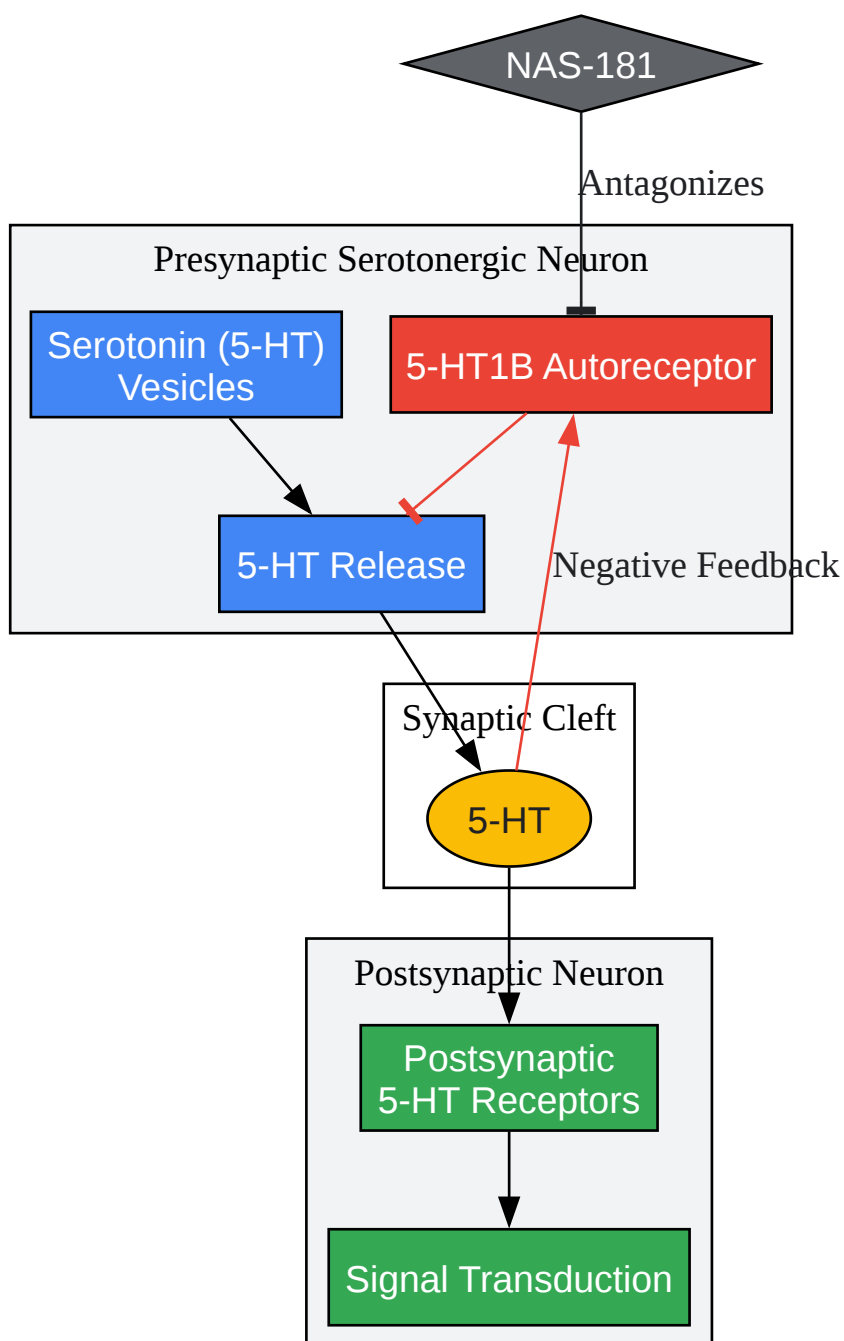 NAS-181
Antagonizes
Presynaptic Serotonergic Neuron
Serotonin (5-HT)
Vesicles
5-HT1B Autoreceptor
5-HT Release
Negative Feedback
Synaptic Cleft
5-HT
Postsynaptic Neuron
Postsynaptic
5-HT Receptors
Signal Transduction